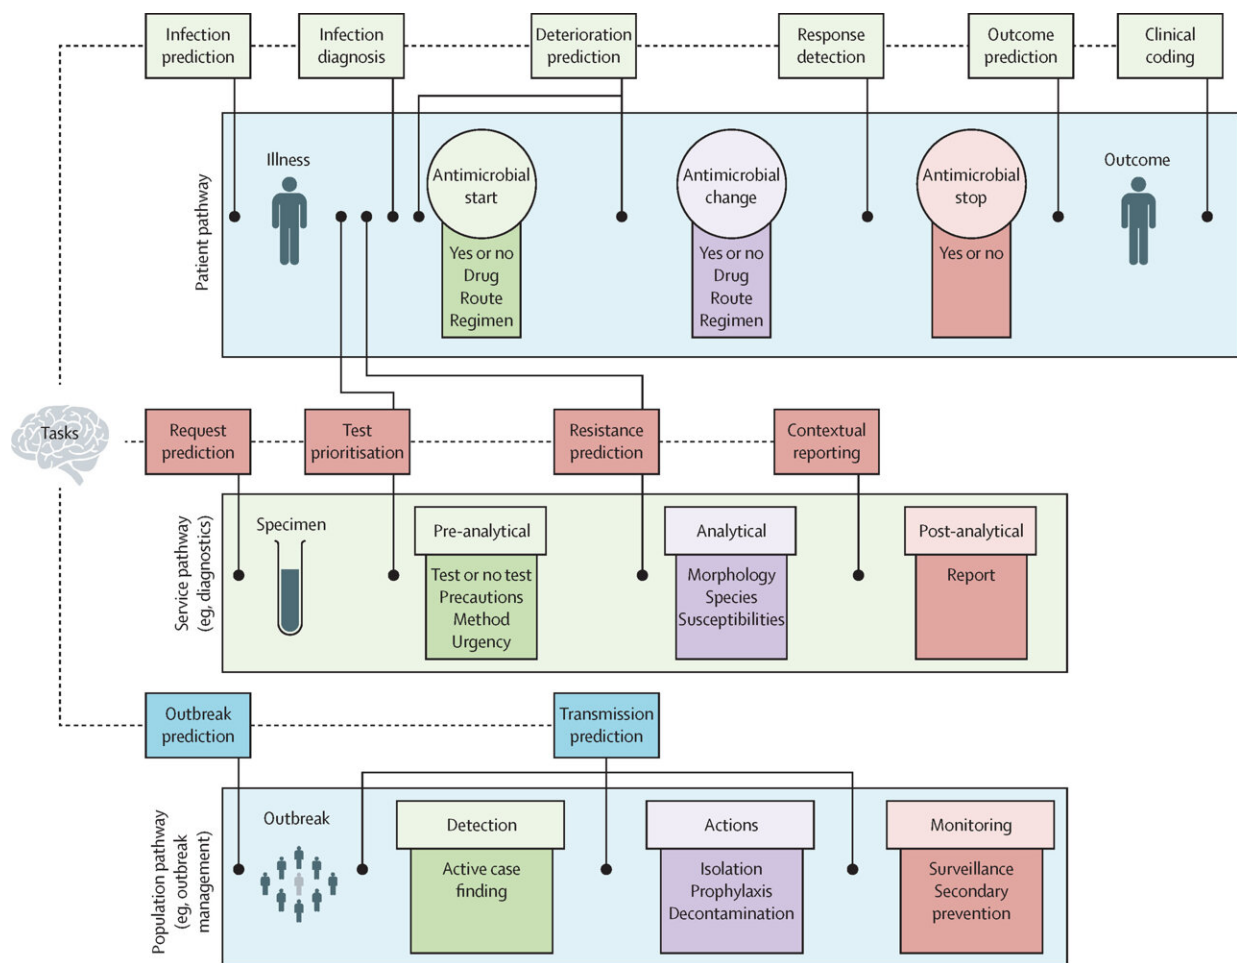 Infection
prediction
Infection
diagnosis
Deterioration
prediction
Response
detection
Outcome
prediction
Clinical
coding
Patient pathway
Illness
Antimicrobial
start
Yes or no
Drug
Route
Regimen
Antimicrobial
change
Yes or no
Drug
Route
Regimen
Antimicrobial
stop
Yes or no
Outcome
Tasks
Request
prediction
Test
prioritisation
Resistance
prediction
Contextual
reporting
Service pathway
(eg, diagnostics)
Specimen
Pre-analytical
Test or no test
Precautions
Method
Urgency
Analytical
Morphology
Species
Susceptibilities
Post-analytical
Report
Outbreak
prediction
Transmission
prediction
Population pathway
(eg, outbreak
management)
Outbreak
Detection
Active case
finding
Actions
Isolation
Prophylaxis
Decontamination
Monitoring
Surveillance
Secondary
prevention